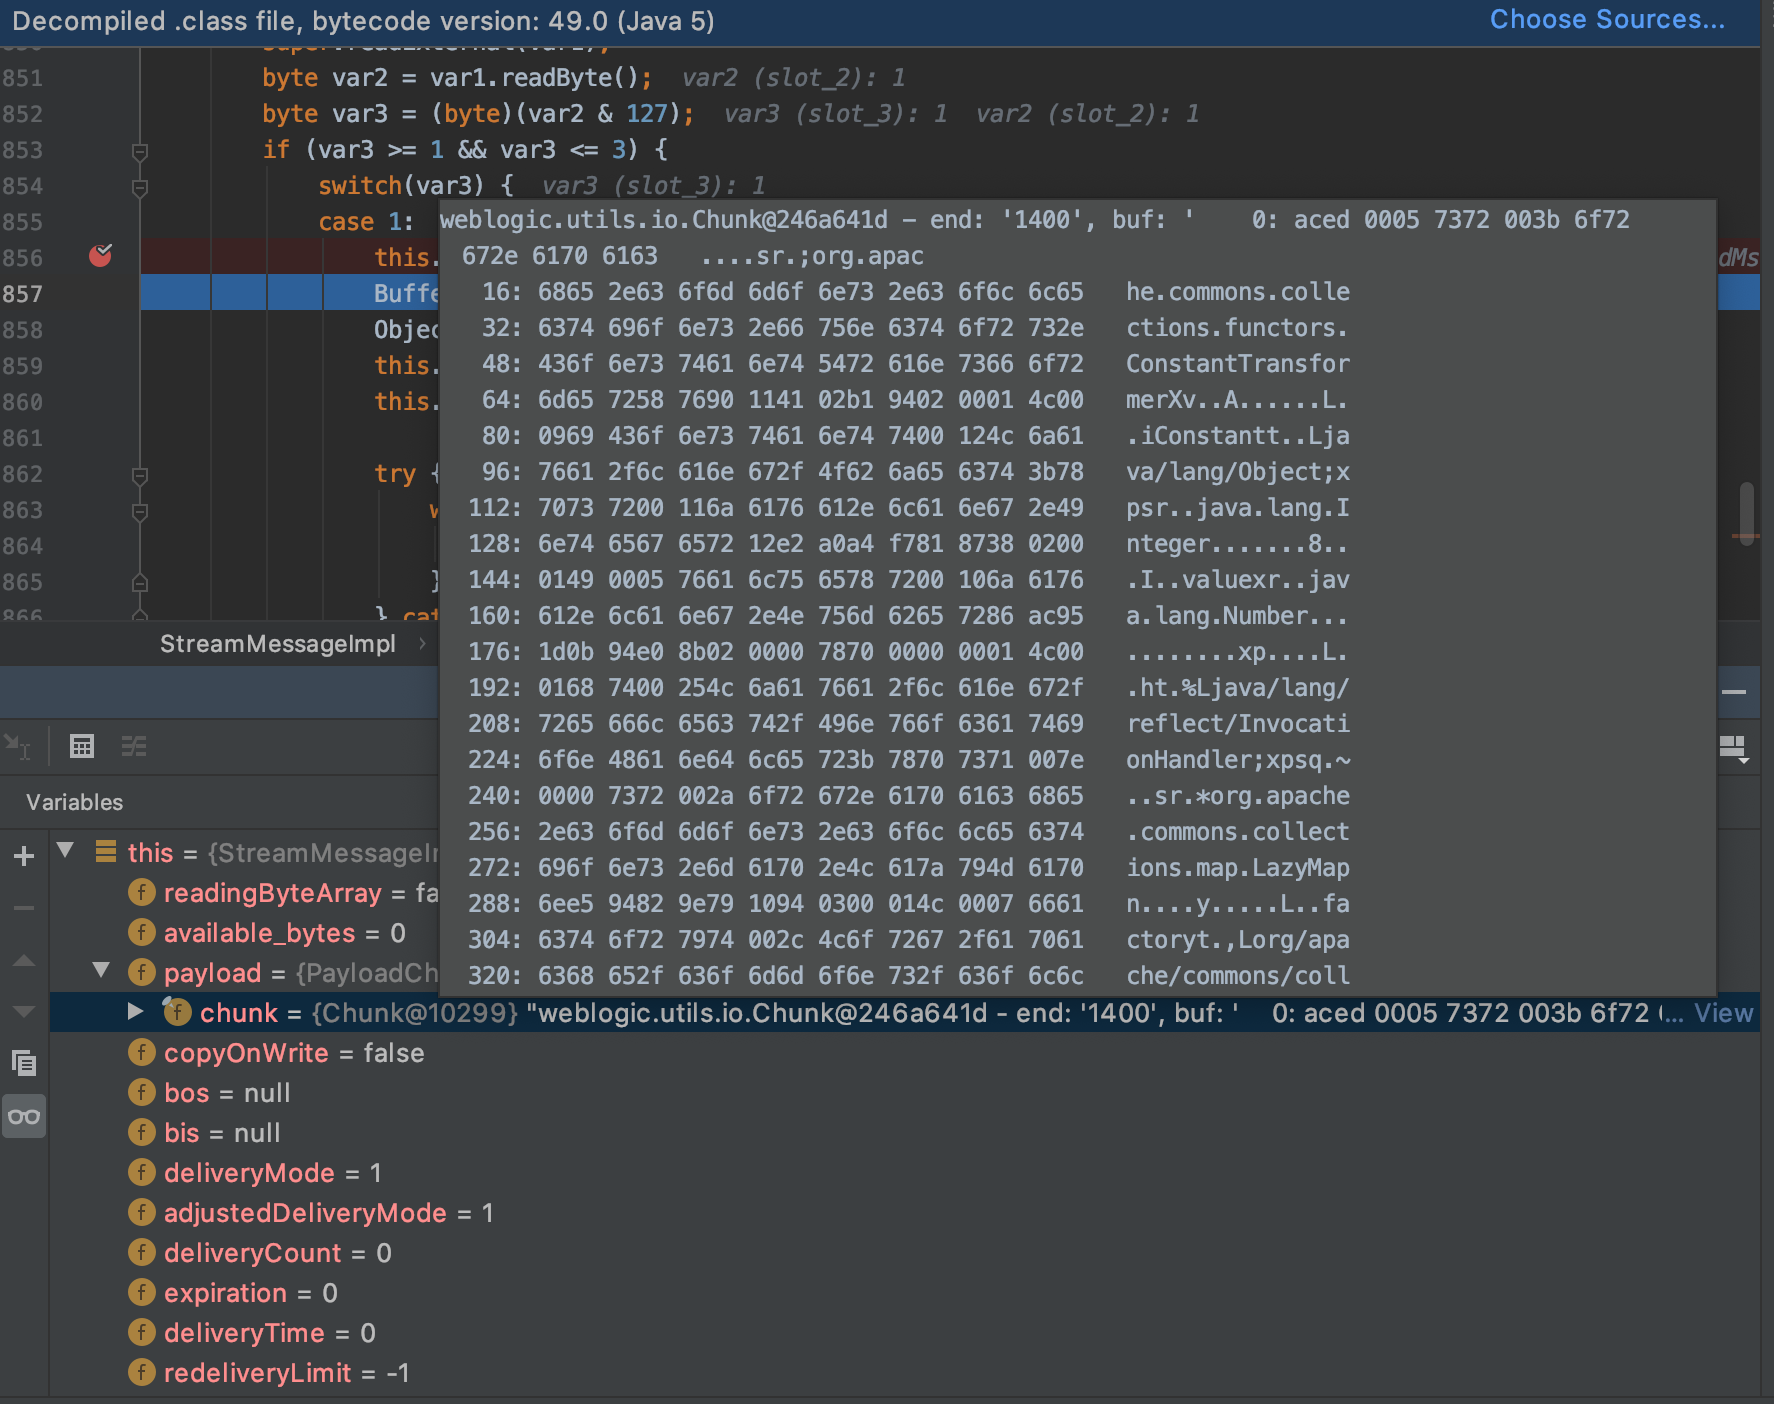 Decompiled .class file, bytecode version: 49.0 (Java 5) Choose Sources...
851 byte var2 = var1.readByte(); var2 (slot_2): 1
852 byte var3 = (byte)(var2 & 127); var3 (slot_3): 1 var2 (slot_2): 1
853 if (var3 >= 1 && var3 <= 3) {
854 switch(var3) { var3 (slot_3): 1
855 case 1:
856 this. dMs
857 Buffe
858 Objec
859 this.
860 this.
861
862 try {
863
864
865 }
866 } cat
weblogic.utils.io.Chunk@246a641d - end: '1400', buf: ' 0: aced 0005 7372 003b 6f72
672e 6170 6163 ....sr.;org.apac
16: 6865 2e63 6f6d 6d6f 6e73 2e63 6f6c 6c65 he.commons.colle
32: 6374 696f 6e73 2e66 756e 6374 6f72 732e ctions.functors.
48: 436f 6e73 7461 6e74 5472 616e 7366 6f72 ConstantTransfor
64: 6d65 7258 7690 1141 02b1 9402 0001 4c00 merXv..A......L.
80: 0969 436f 6e73 7461 6e74 7400 124c 6a61 .iConstantt..Lja
96: 7661 2f6c 616e 672f 4f62 6a65 6374 3b78 va/lang/Object;x
112: 7073 7200 116a 6176 612e 6c61 6e67 2e49 psr..java.lang.I
128: 6e74 6567 6572 12e2 a0a4 f781 8738 0200 nteger.......8..
144: 0149 0005 7661 6c75 6578 7200 106a 6176 .I..valuexr..jav
160: 612e 6c61 6e67 2e4e 756d 6265 7286 ac95 a.lang.Number...
176: 1d0b 94e0 8b02 0000 7870 0000 0001 4c00 ........xp....L.
192: 0168 7400 254c 6a61 7661 2f6c 616e 672f .ht.%Ljava/lang/
208: 7265 666c 6563 742f 496e 766f 6361 7469 reflect/Invocati
224: 6f6e 4861 6e64 6c65 723b 7870 7371 007e onHandler;xpsq.~
240: 0000 7372 002a 6f72 672e 6170 6163 6865 ..sr.*org.apache
256: 2e63 6f6d 6d6f 6e73 2e63 6f6c 6c65 6374 .commons.collect
272: 696f 6e73 2e6d 6170 2e4c 617a 794d 6170 ions.map.LazyMap
288: 6ee5 9482 9e79 1094 0300 014c 0007 6661 n....y.....L..fa
304: 6374 6f72 7974 002c 4c6f 7267 2f61 7061 ctoryt.,Lorg/apa
320: 6368 652f 636f 6d6d 6f6e 732f 636f 6c6c che/commons/coll
StreamMessageImpl ›
Variables
this = {StreamMessageIr
readingByteArray = fa
available_bytes = 0
payload = {PayloadCh
chunk = {Chunk@10299} "weblogic.utils.io.Chunk@246a641d - end: '1400', buf: ' 0: aced 0005 7372 003b 6f72 (... View
copyOnWrite = false
bos = null
bis = null
deliveryMode = 1
adjustedDeliveryMode = 1
deliveryCount = 0
expiration = 0
deliveryTime = 0
redeliveryLimit = -1